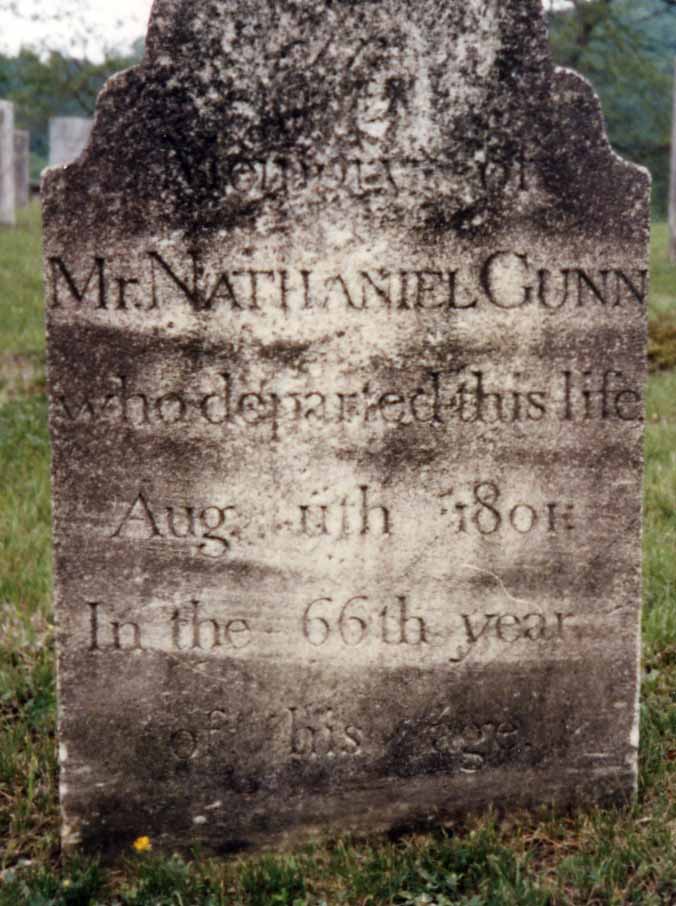 Memory of
Mr. NATHANIEL GUNN
who departed this life
Aug. 11th 1801:
In the 66th year
of his age.